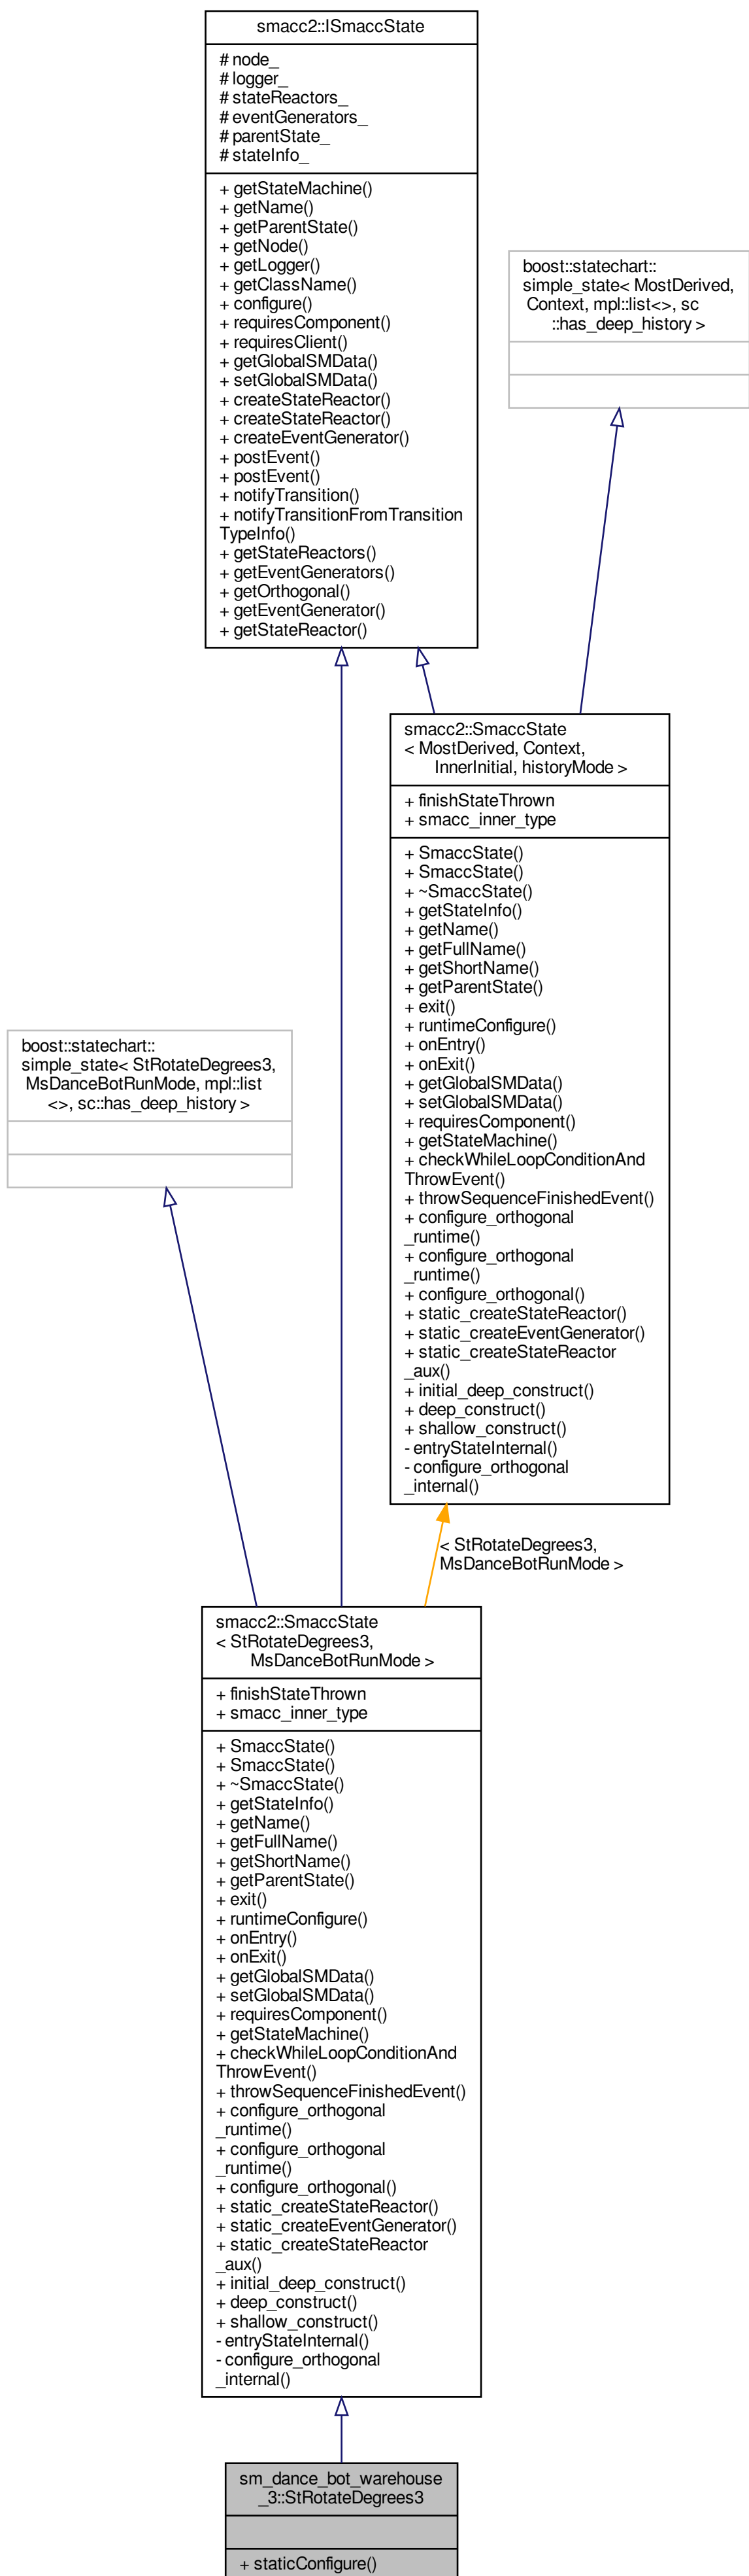 smacc2::ISmaccState
# node_
# logger_
# stateReactors_
# eventGenerators_
# parentState_
# stateInfo_
+ getStateMachine()
+ getName()
+ getParentState()
+ getNode()
+ getLogger()
+ getClassName()
+ configure()
+ requiresComponent()
+ requiresClient()
+ getGlobalSMData()
+ setGlobalSMData()
+ createStateReactor()
+ createStateReactor()
+ createEventGenerator()
+ postEvent()
+ postEvent()
+ notifyTransition()
+ notifyTransitionFromTransition
TypeInfo()
+ getStateReactors()
+ getEventGenerators()
+ getOrthogonal()
+ getEventGenerator()
+ getStateReactor()
boost::statechart::
simple_state< MostDerived,
Context, mpl::list<>, sc
::has_deep_history >
smacc2::SmaccState
< MostDerived, Context,
InnerInitial, historyMode >
+ finishStateThrown
+ smacc_inner_type
+ SmaccState()
+ SmaccState()
+ ~SmaccState()
+ getStateInfo()
+ getName()
+ getFullName()
+ getShortName()
+ getParentState()
+ exit()
+ runtimeConfigure()
+ onEntry()
+ onExit()
+ getGlobalSMData()
+ setGlobalSMData()
+ requiresComponent()
+ getStateMachine()
+ checkWhileLoopConditionAnd
ThrowEvent()
+ throwSequenceFinishedEvent()
+ configure_orthogonal
_runtime()
+ configure_orthogonal
_runtime()
+ configure_orthogonal()
+ static_createStateReactor()
+ static_createEventGenerator()
+ static_createStateReactor
_aux()
+ initial_deep_construct()
+ deep_construct()
+ shallow_construct()
- entryStateInternal()
- configure_orthogonal
_internal()
boost::statechart::
simple_state< StRotateDegrees3,
MsDanceBotRunMode, mpl::list
<>, sc::has_deep_history >
< StRotateDegrees3,
MsDanceBotRunMode >
smacc2::SmaccState
< StRotateDegrees3,
MsDanceBotRunMode >
+ finishStateThrown
+ smacc_inner_type
+ SmaccState()
+ SmaccState()
+ ~SmaccState()
+ getStateInfo()
+ getName()
+ getFullName()
+ getShortName()
+ getParentState()
+ exit()
+ runtimeConfigure()
+ onEntry()
+ onExit()
+ getGlobalSMData()
+ setGlobalSMData()
+ requiresComponent()
+ getStateMachine()
+ checkWhileLoopConditionAnd
ThrowEvent()
+ throwSequenceFinishedEvent()
+ configure_orthogonal
_runtime()
+ configure_orthogonal
_runtime()
+ configure_orthogonal()
+ static_createStateReactor()
+ static_createEventGenerator()
+ static_createStateReactor
_aux()
+ initial_deep_construct()
+ deep_construct()
+ shallow_construct()
- entryStateInternal()
- configure_orthogonal
_internal()
sm_dance_bot_warehouse
_3::StRotateDegrees3
+ staticConfigure()